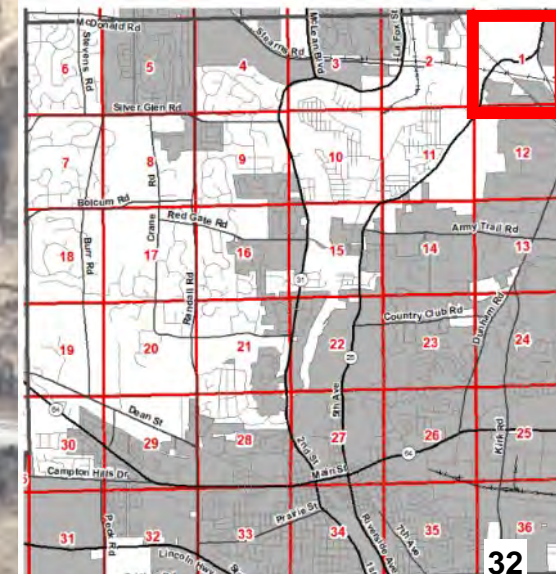 McDonald Rd
Stevens Rd
Stearns Rd
McLean Blvd
La Fox St
6
5
4
3
2
1
Silver Glen Rd
7
8
9
10
11
12
Crane Rd
Bolcum Rd
Red Gate Rd
Army Trail Rd
Burr Rd
18
17
16
15
14
13
Randall Rd
31
Country Club Rd
Dunham Rd
19
20
21
22
23
24
25
64
Dean St
5th Ave
30
29
28
27
26
25
2nd St
64
Kirk Rd
Main St
Campton Hills Dr
Prairie St
31
32
33
34
35
36
Peck Rd
Lincoln Hwy
Riverside Ave
7th Ave
32